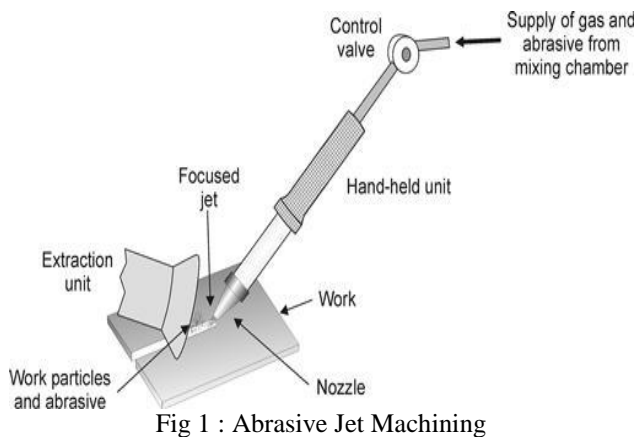 Supply of gas and
abrasive from
mixing chamber
Control
valve
Focused
jet
Hand-held unit
Extraction
unit
Work
Work particles
and abrasive
Nozzle
Fig 1 : Abrasive Jet Machining